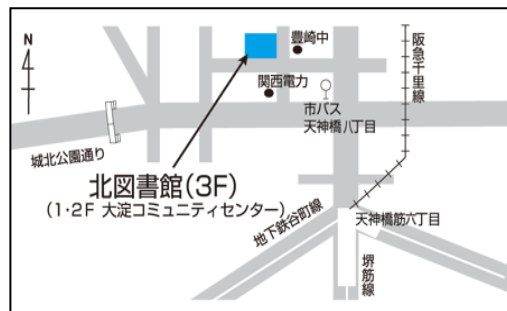 N
豊崎中
阪急千里線
関西電力
市バス
天神橋八丁目
城北公園通り
北図書館(3F)
(1・2F 大淀コミュニティセンター)
地下鉄谷町線
天神橋筋六丁目
堺筋線